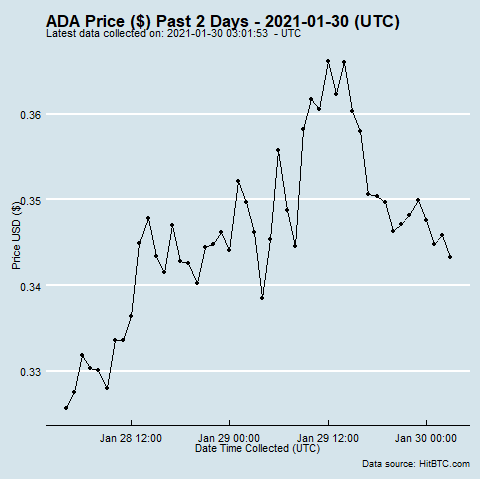 ADA Price ($) Past 2 Days - 2021-01-30 (UTC)
Latest data collected on: 2021-01-30 03:01:53 - UTC
0.36
0.35
0.34
0.33
Price USD ($)
Jan 28 12:00 Jan 29 00:00 Jan 29 12:00 Jan 30 00:00
Date Time Collected (UTC)
Data source: HitBTC.com